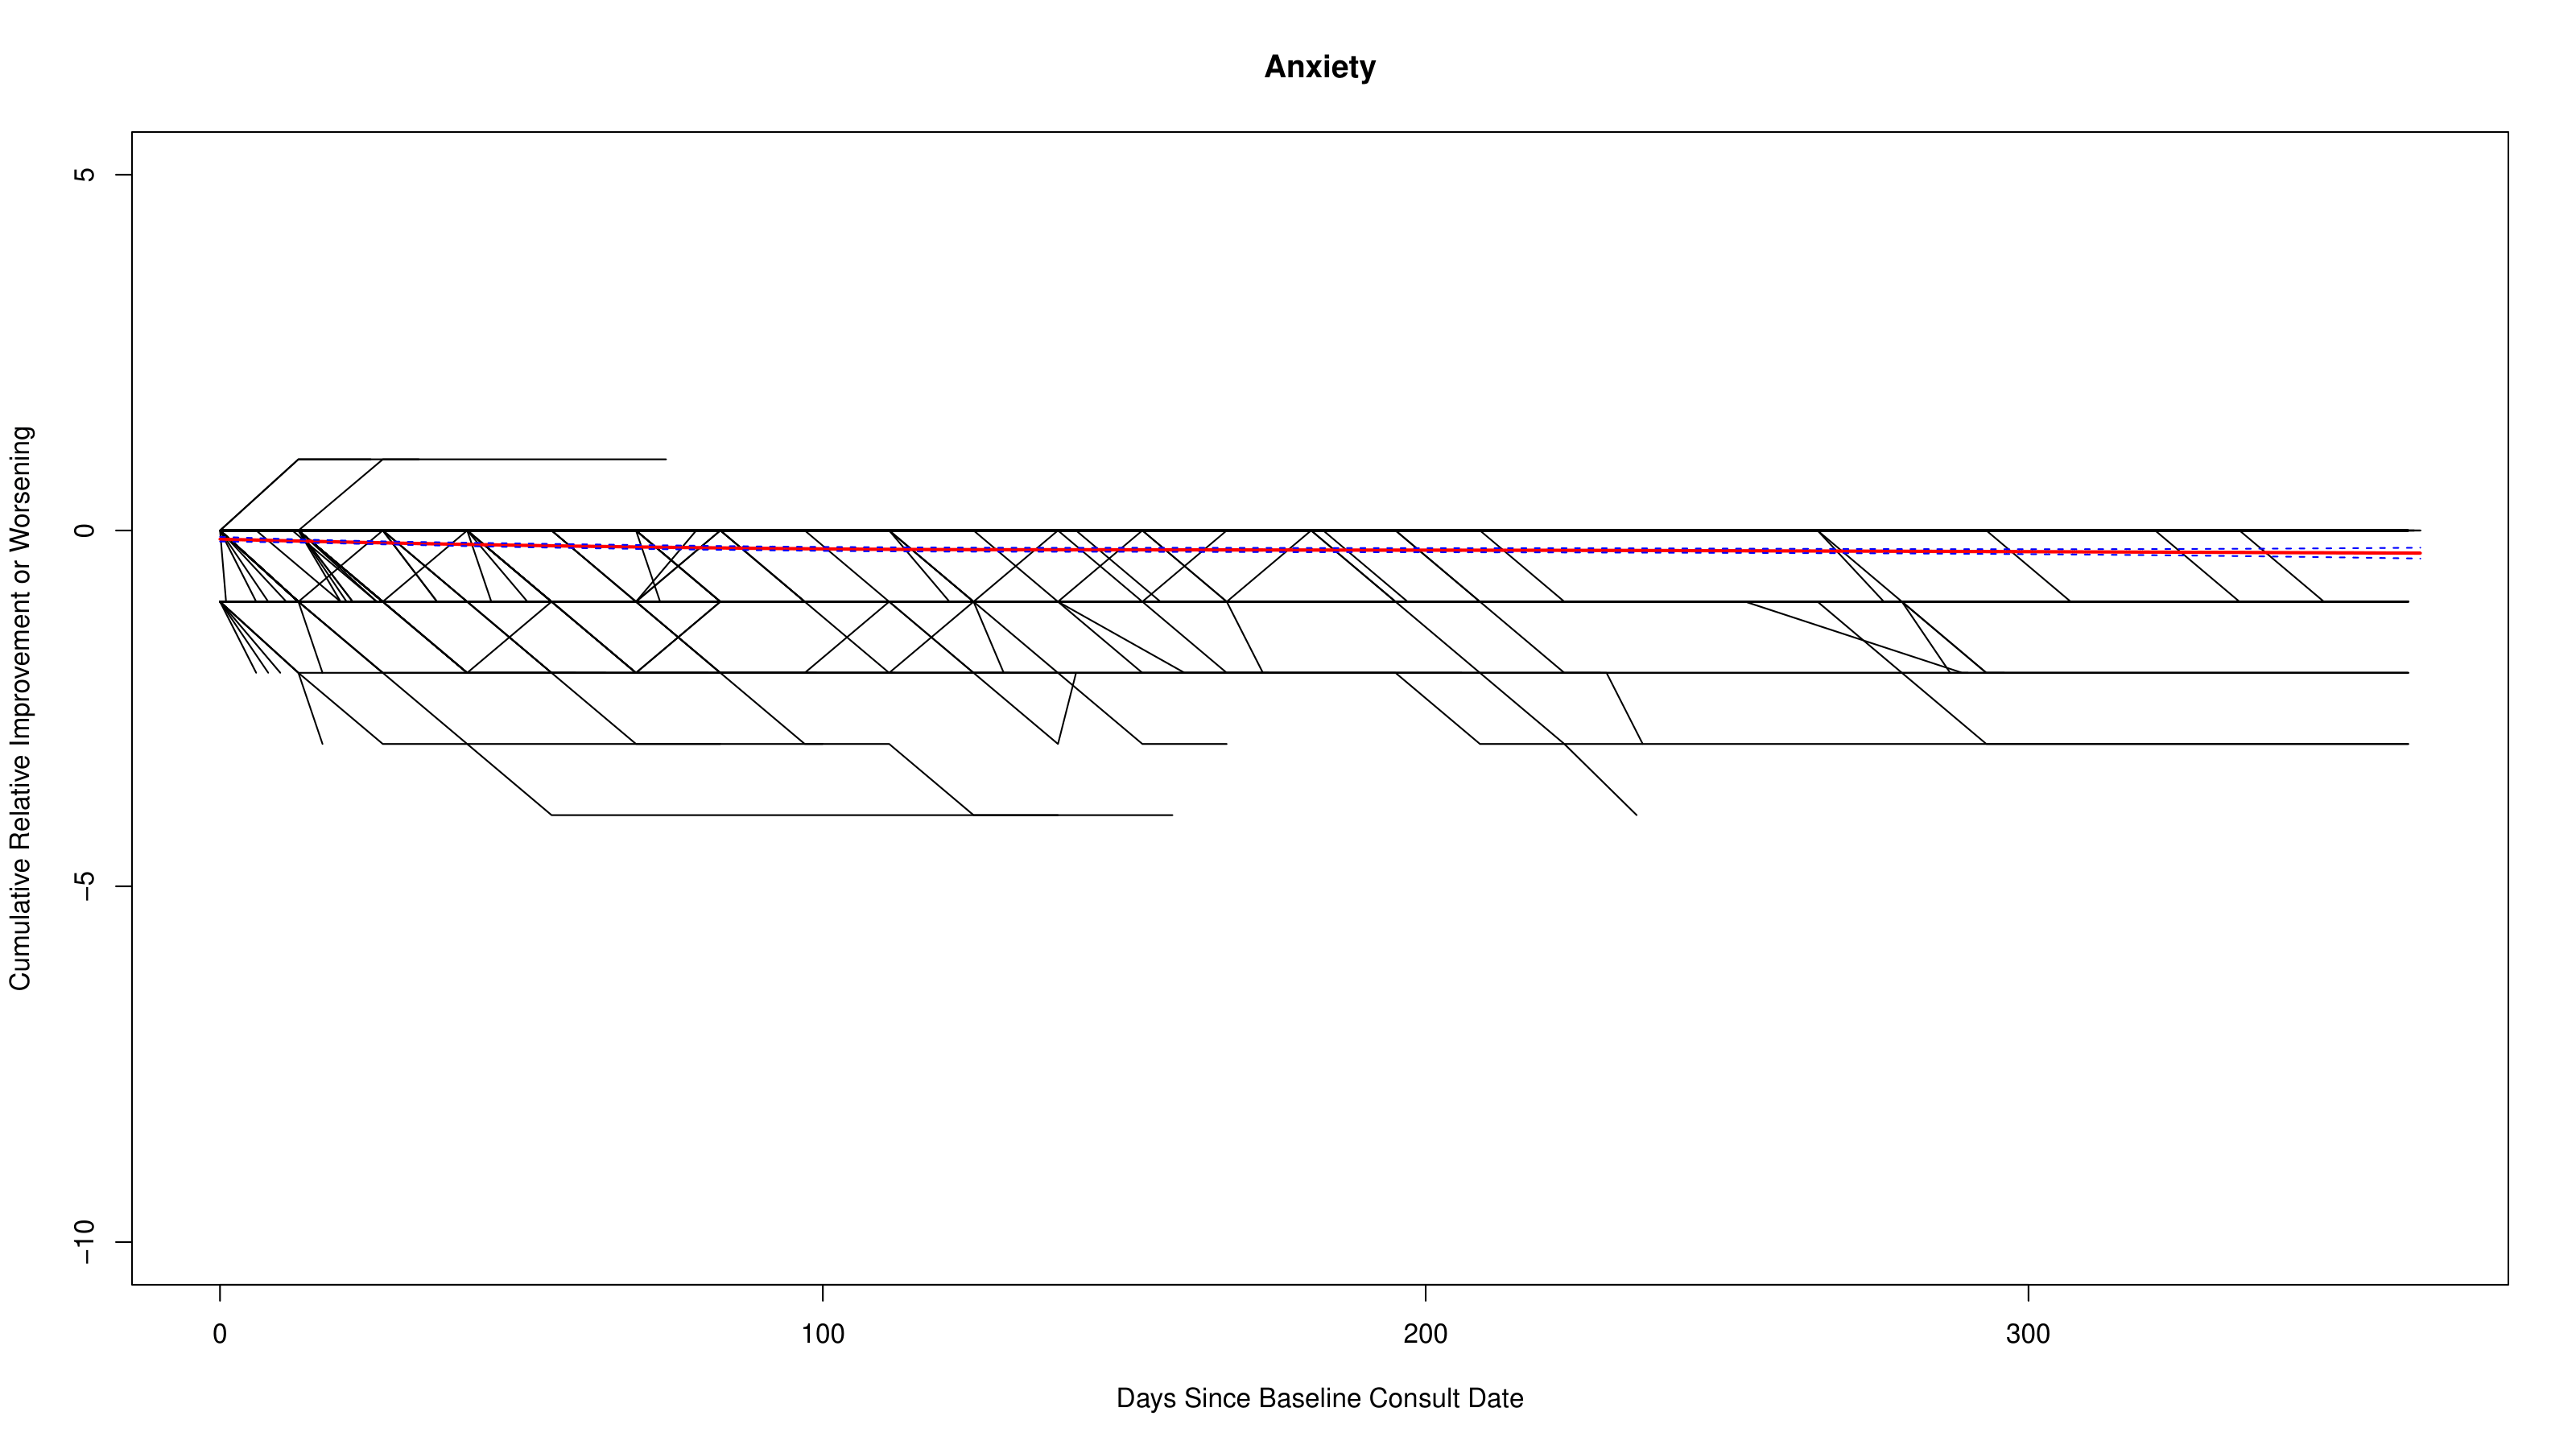 Anxiety
Cumulative Relative Improvement or Worsening
5
0
−5
−10
0 100 200 300
Days Since Baseline Consult Date